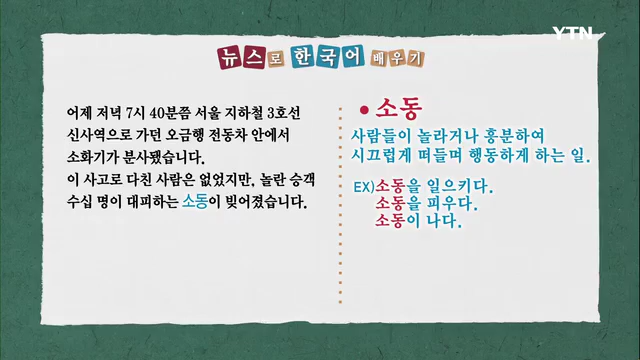 YTN
뉴스로 한국어 배우기
어제 저녁 7시 40분쯤 서울 지하철 3호선
신사역으로 가던 오금행 전동차 안에서
소화기가 분사됐습니다.
이 사고로 다친 사람은 없었지만, 놀란 승객
수십 명이 대피하는 소동이 빚어졌습니다.
• 소동
사람들이 놀라거나 흥분하여
시끄럽게 떠들며 행동하게 하는 일.
EX)소동을 일으키다.
소동을 피우다.
소동이 나다.